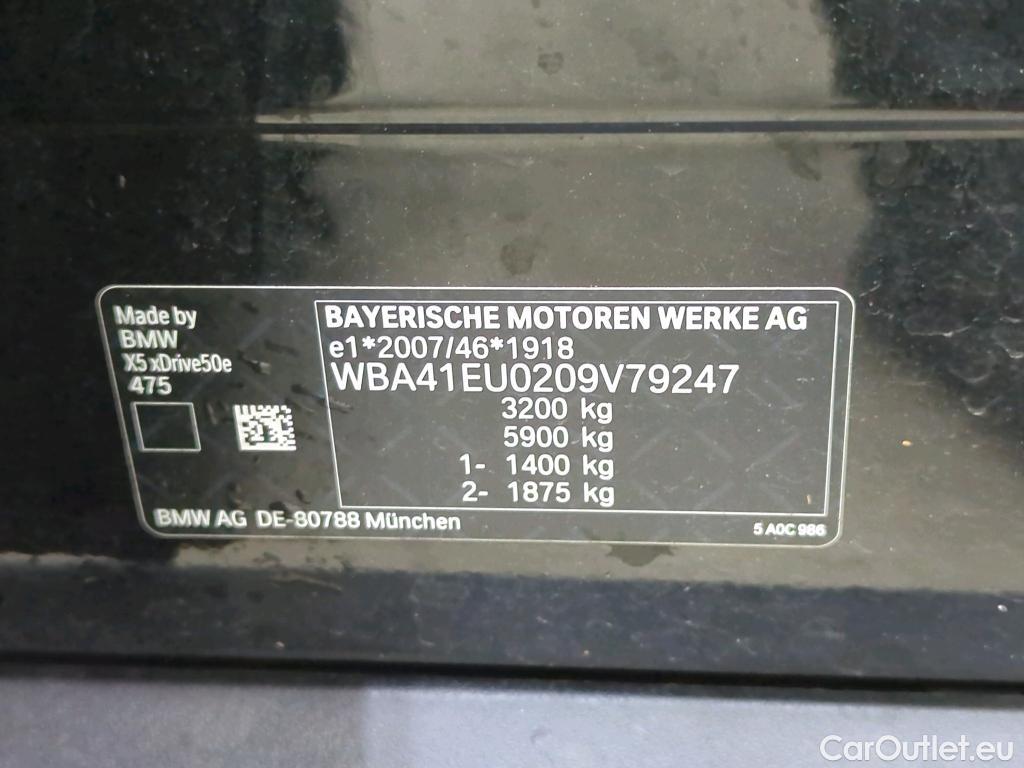 Made by
BMW
X5 xDrive50e
475
BAYERISCHE MOTOREN WERKE AG
e1*2007/46*1918
WBA41EU0209V79247
3200 kg
5900 kg
1- 1400 kg
2- 1875 kg
BMW AG DE-80788 München
5 A0C 986
CarOutlet.eu